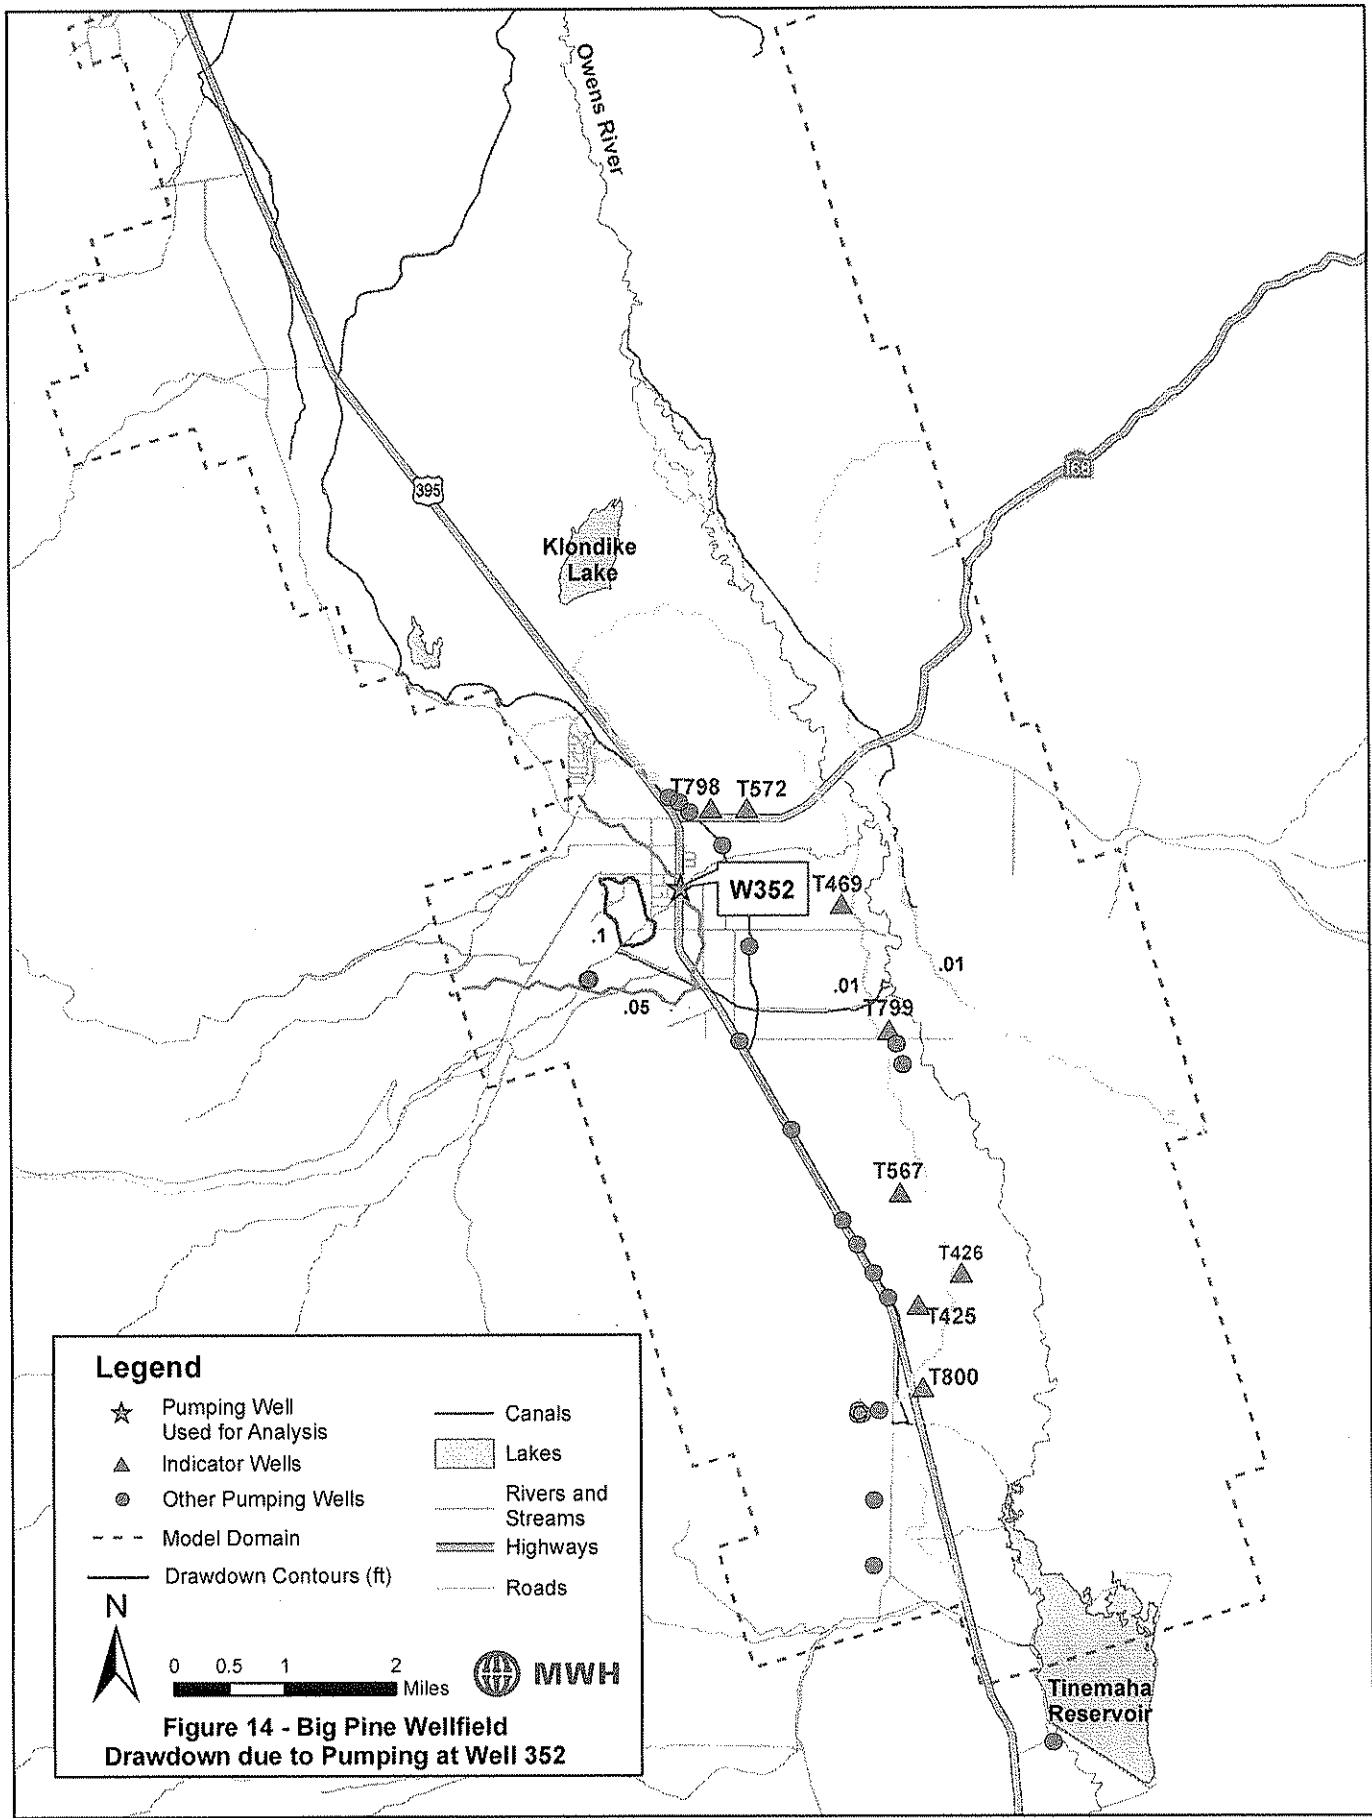 Owens River
168
395
Klondike
Lake
T798
T572
W352
T469
.1
.01
.01
.05
T799
T567
T426
T425
T800
Legend
Pumping Well
Used for Analysis
Indicator Wells
Other Pumping Wells
Model Domain
Drawdown Contours (ft)
Canals
Lakes
Rivers and
Streams
Highways
Roads
N
0 0.5 1 2
Miles
MWH
Figure 14 - Big Pine Wellfield
Drawdown due to Pumping at Well 352
Tinemaha
Reservoir